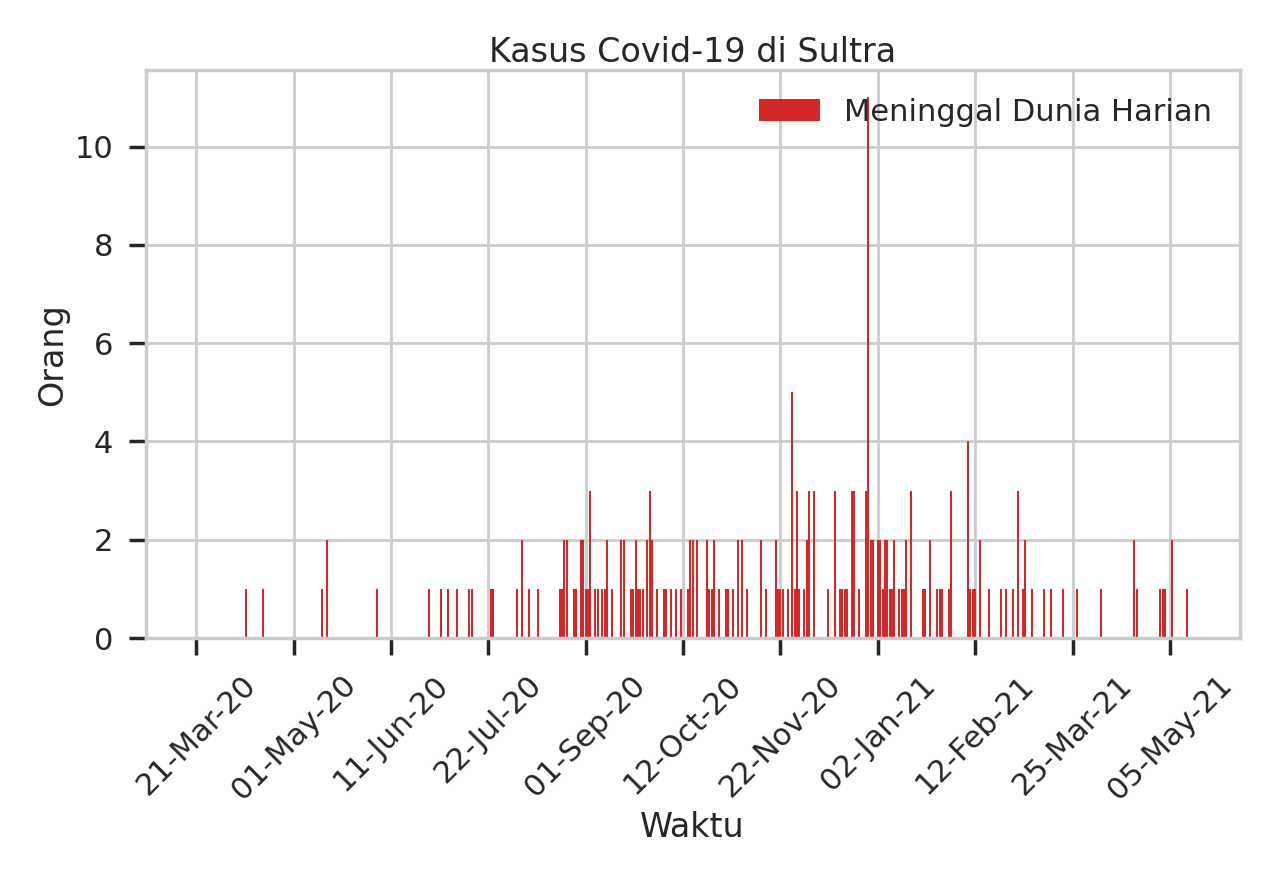 Kasus Covid-19 di Sultra
Meninggal Dunia Harian
Orang
10
8
6
4
2
0
21-Mar-20
01-May-20
11-Jun-20
22-Jul-20
01-Sep-20
12-Oct-20
22-Nov-20
02-Jan-21
12-Feb-21
25-Mar-21
05-May-21
Waktu